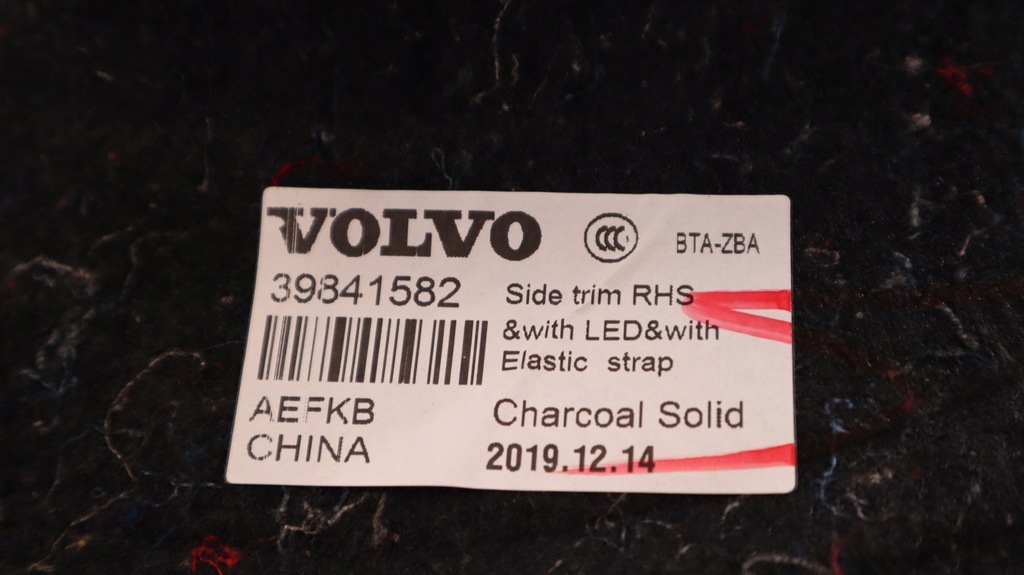 VOLVO CCC BTA-ZBA
39841582
Side trim RHS
&with LED&with
Elastic strap
AEFKB
CHINA
Charcoal Solid
2019.12.14